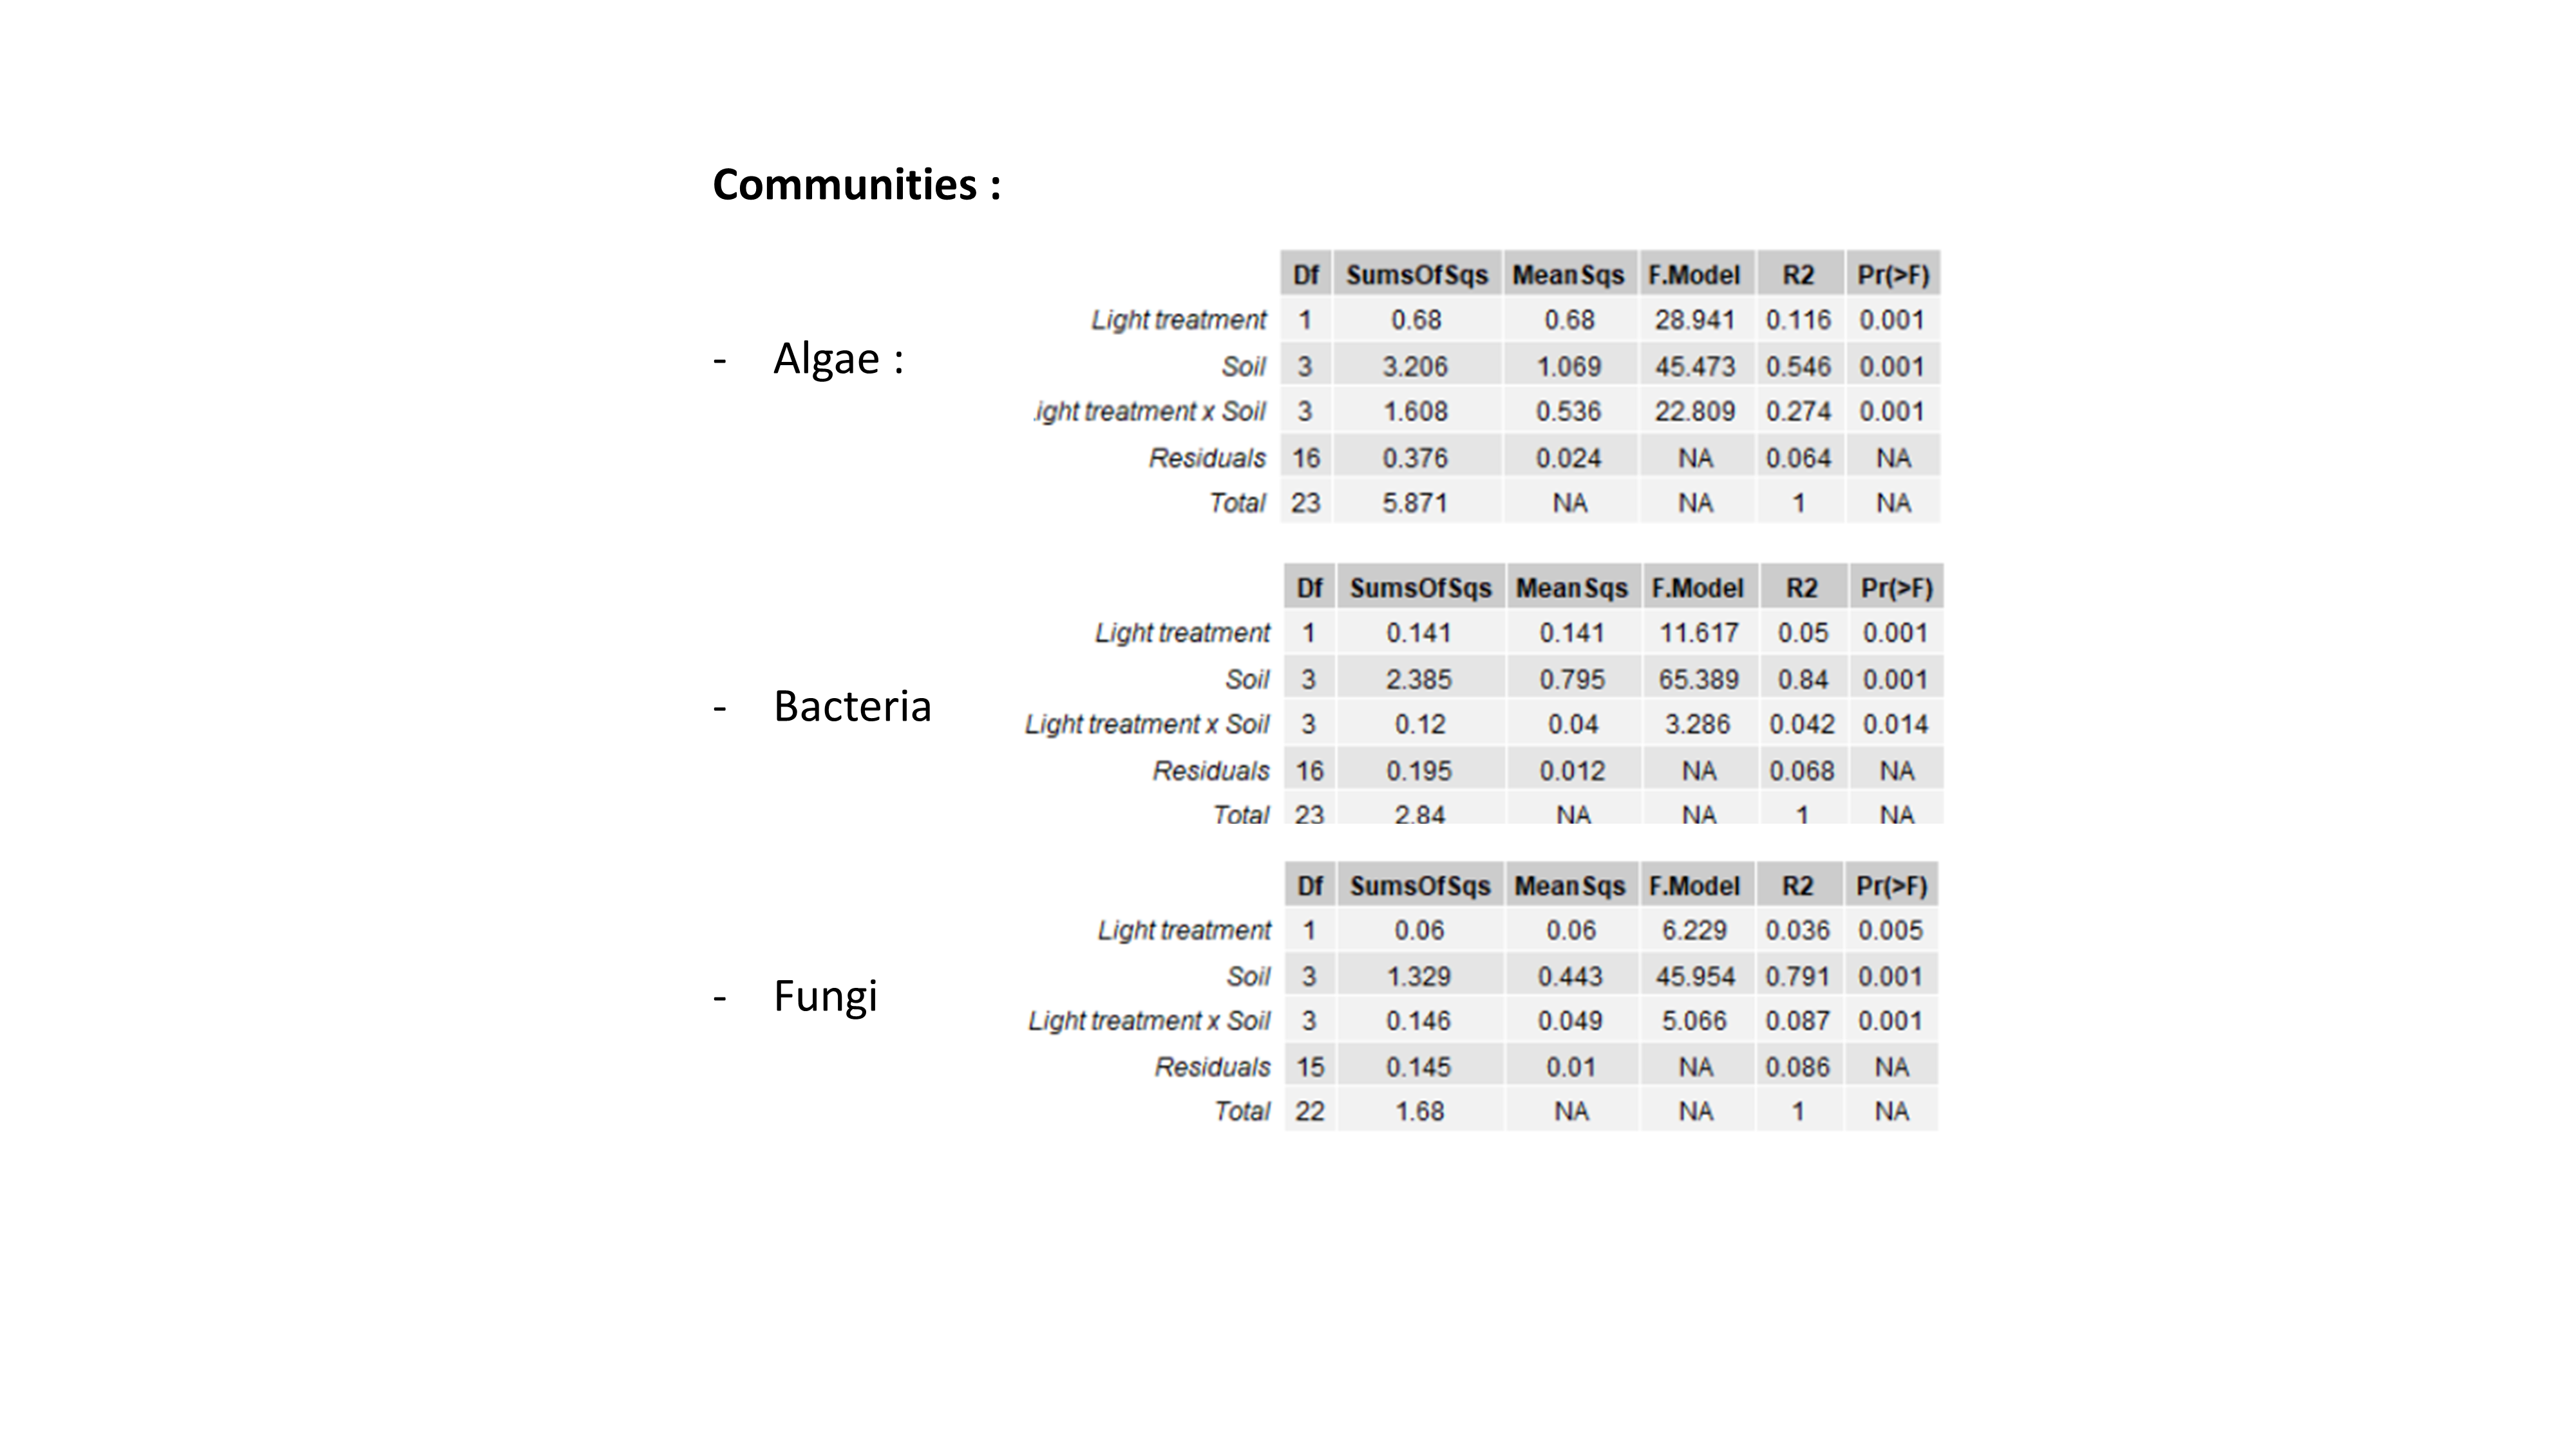 Communities :
Df SumsOfSqs MeanSqs F.Model R2 Pr(>F)
Light treatment 1 0.68 0.68 28.941 0.116 0.001
- Algae :
Soil 3 3.206 1.069 45.473 0.546 0.001
ight treatment x Soil 3 1.608 0.536 22.809 0.274 0.001
Residuals 16 0.376 0.024 NA 0.064 NA
Total 23 5.871 NA NA 1 NA
Df SumsOfSqs MeanSqs F.Model R2 Pr(>F)
Light treatment 1 0.141 0.141 11.617 0.05 0.001
Soil 3 2.385 0.795 65.389 0.84 0.001
- Bacteria
Light treatment x Soil 3 0.12 0.04 3.286 0.042 0.014
Residuals 16 0.195 0.012 NA 0.068 NA
Total 23 2.84 NA NA 1 NA
Df SumsOfSqs MeanSqs F.Model R2 Pr(>F)
Light treatment 1 0.06 0.06 6.229 0.036 0.005
Soil 3 1.329 0.443 45.954 0.791 0.001
- Fungi
Light treatment x Soil 3 0.146 0.049 5.066 0.087 0.001
Residuals 15 0.145 0.01 NA 0.086 NA
Total 22 1.68 NA NA 1 NA